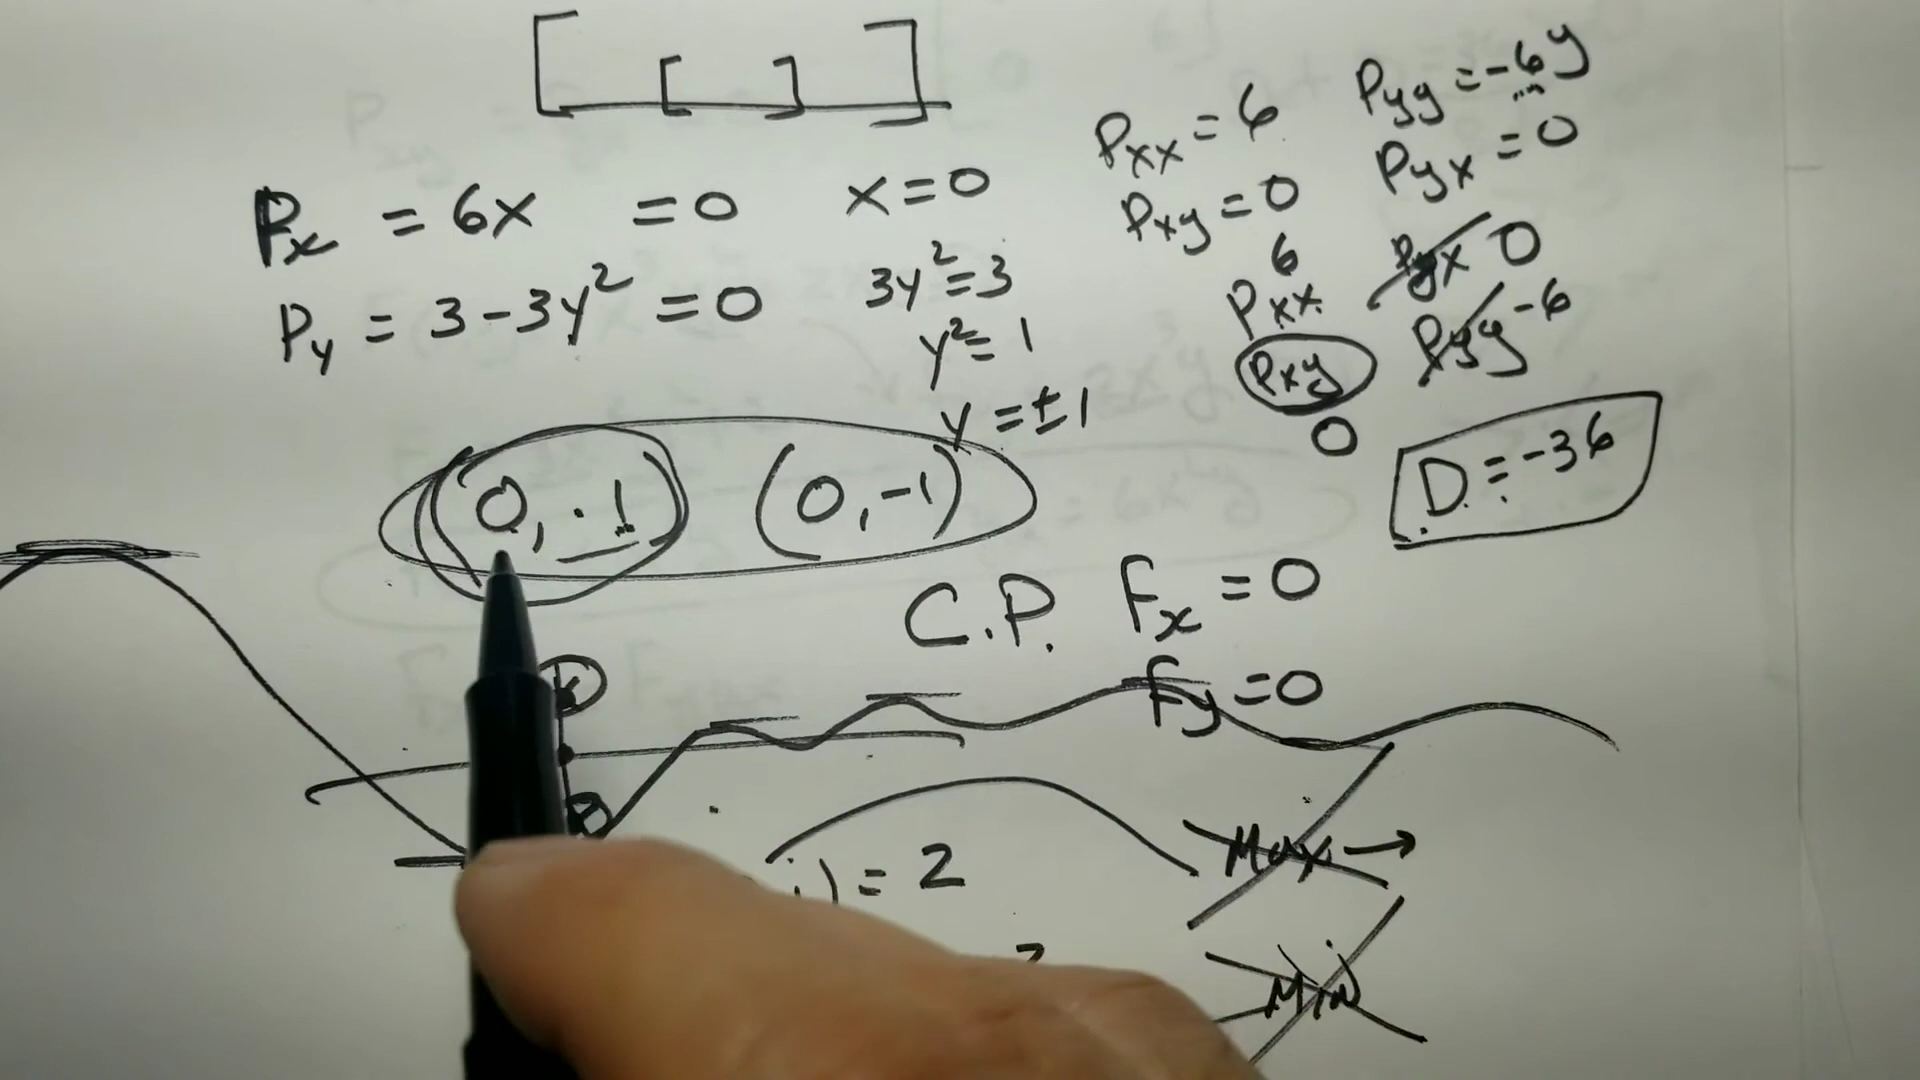 Px = 6x = 0 x = 0
Py = 3 - 3y² = 0 3y² = 3
y² = 1
y = ±1
Pxx = 6 Pyy = -6y
Pxy = 0 Pyx = 0
6
Pxx Pyx 0
Pxy Pyy -6
0
D = -36
(0, 1) (0, -1)
C.P. Fx = 0
Fy = 0
) = 2
Max →
Min